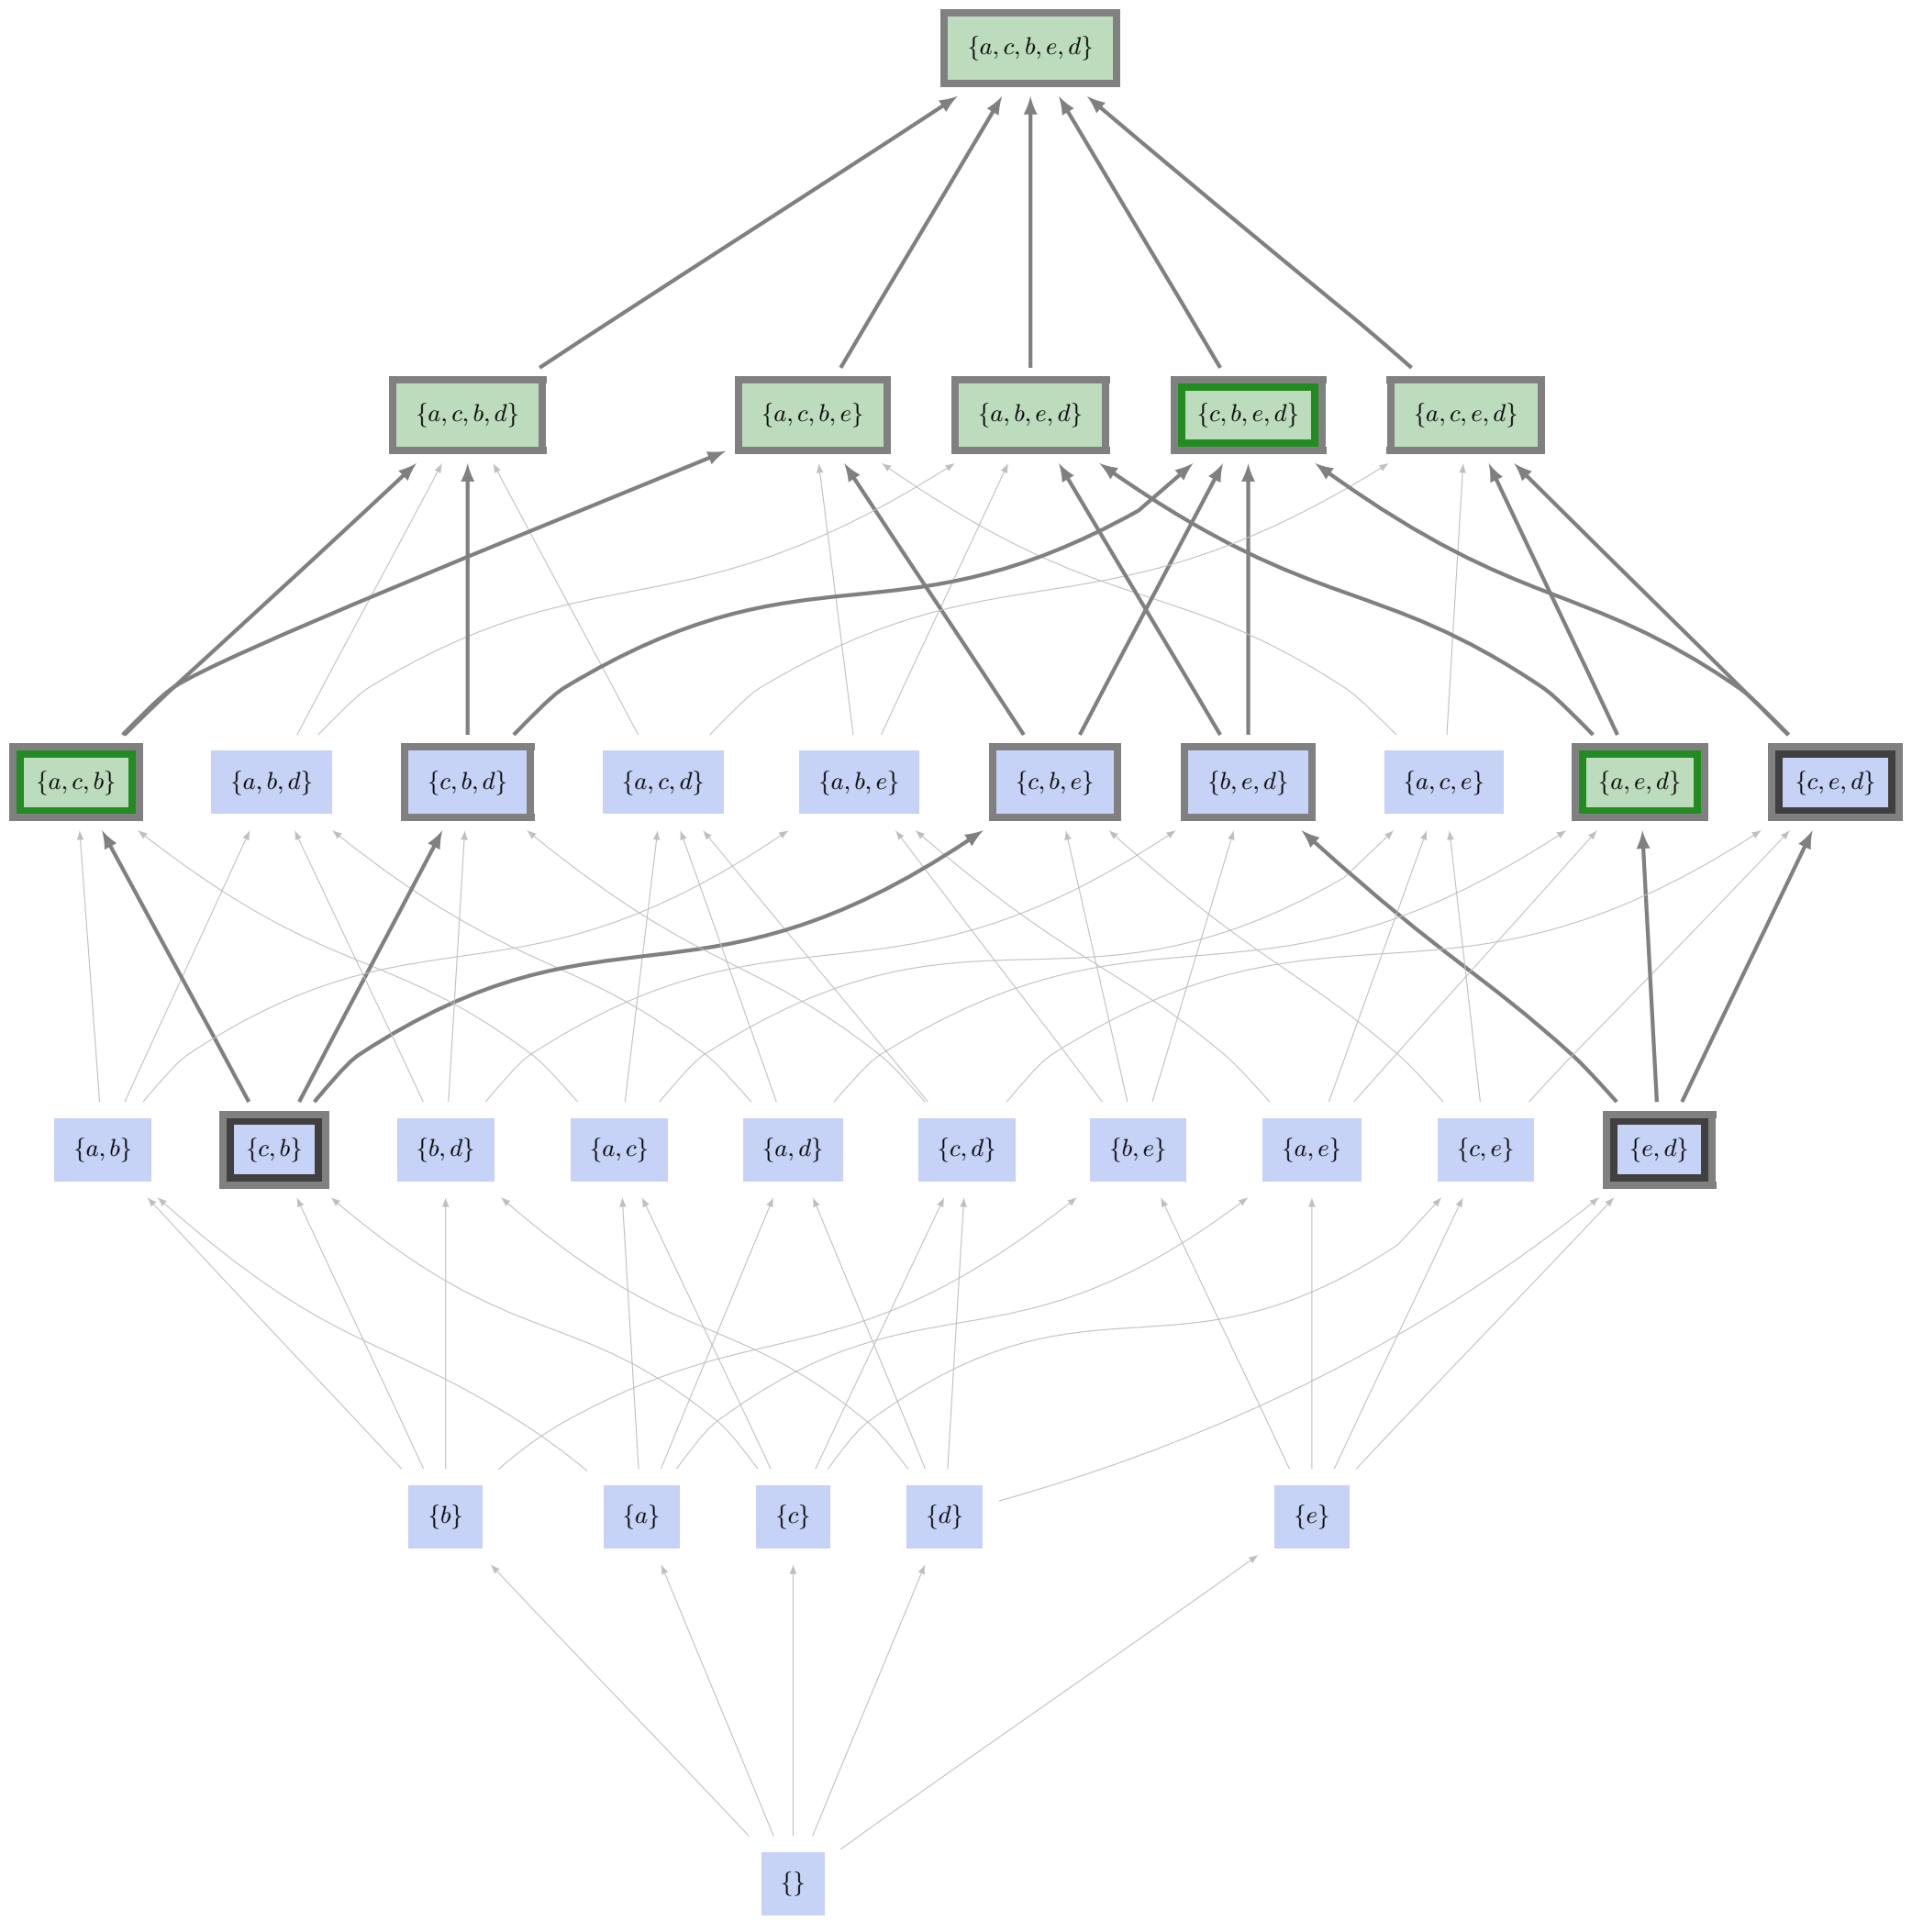 {a, c, b, e, d}
{a, c, b, d} {a, c, b, e} {a, b, e, d} {c, b, e, d} {a, c, e, d}
{a, c, b} {a, b, d} {c, b, d} {a, c, d} {a, b, e} {c, b, e} {b, e, d} {a, c, e} {a, e, d} {c, e, d}
{a, b} {c, b} {b, d} {a, c} {a, d} {c, d} {b, e} {a, e} {c, e} {e, d}
{b} {a} {c} {d} {e}
{}